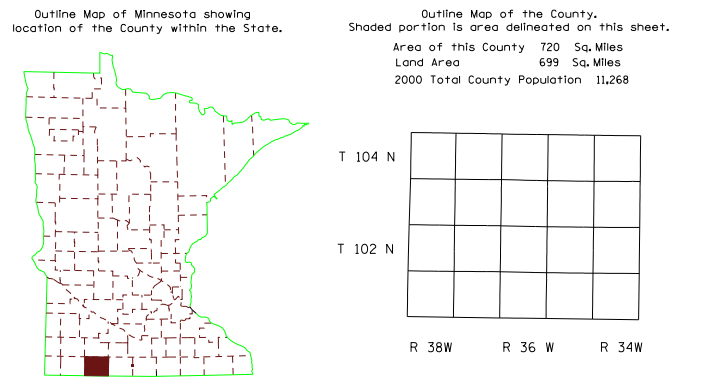 Outline Map of Minnesota showing
location of the County within the State.
Outline Map of the County.
Shaded portion is area delineated on this sheet.
Area of this County 720 Sq. Miles
Land Area 699 Sq. Miles
2000 Total County Population 11,268
T 104 N
T 102 N
R 38W R 36 W R 34W